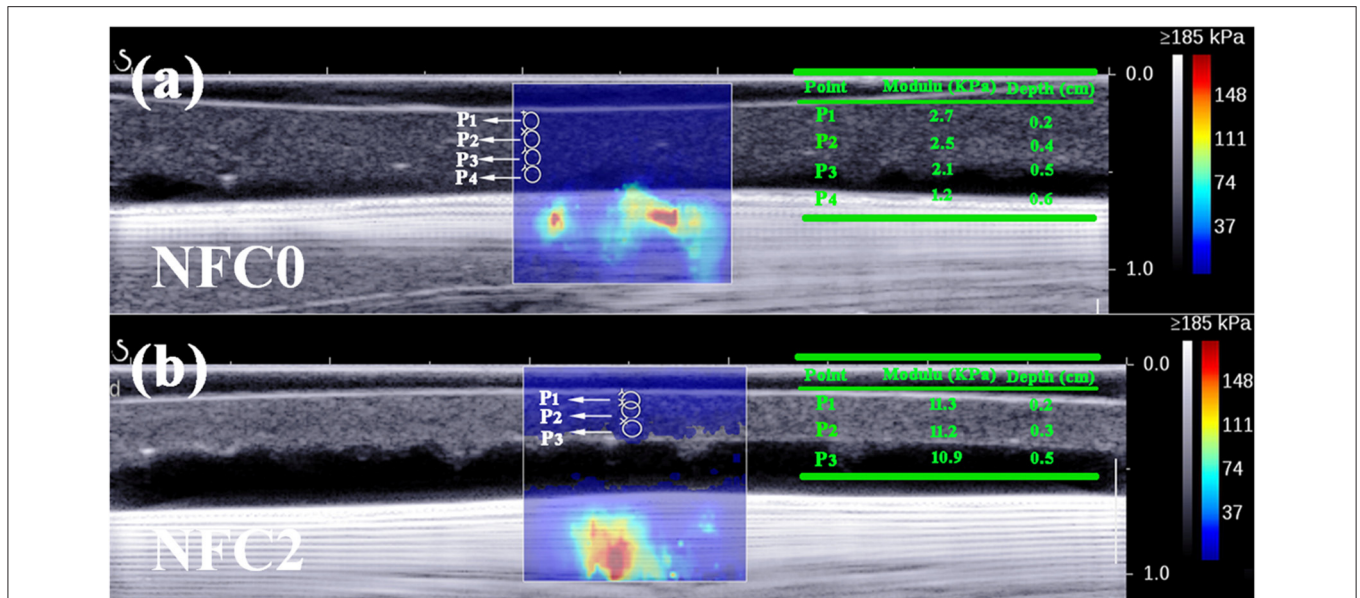 ≥185 kPa
S
(a)
0.0
Point Modulu (KPa) Depth (cm)
148
P1
P1 2.7 0.2
P2
P2 2.5 0.4
111
P3
P3 2.1 0.5
P4
74
P4 1.2 0.6
37
NFC0
1.0
≥185 kPa
S
(b)
0.0
Point Modulu (KPa) Depth (cm)
148
d
P1
P1 11.3 0.2
P2
111
P2 11.2 0.3
P3
P3 10.9 0.5
74
37
NFC2
1.0